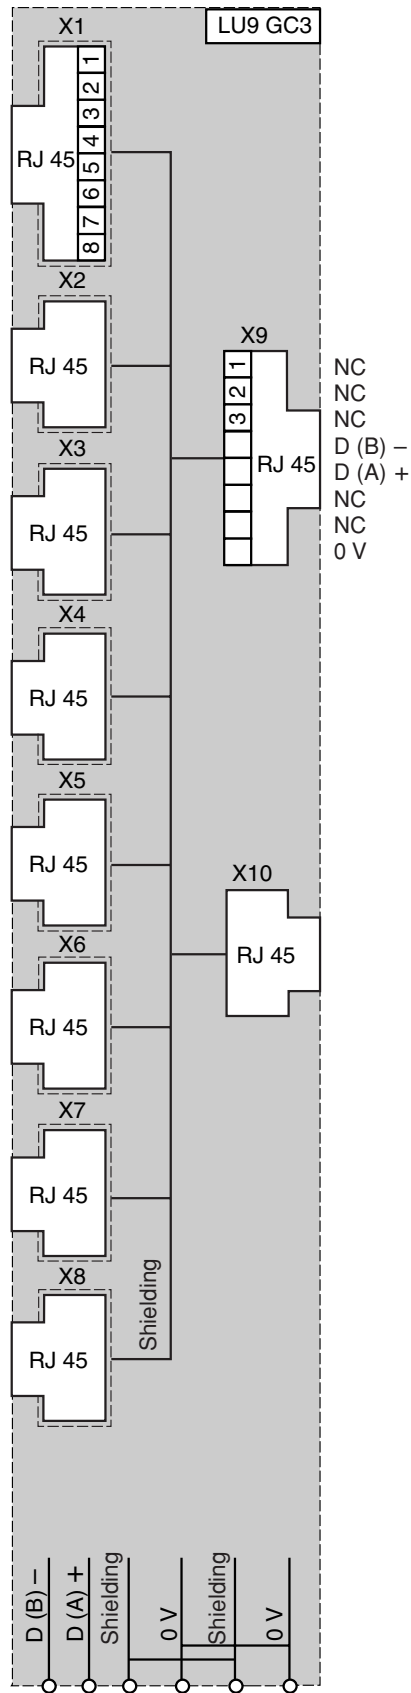 LU9 GC3
X1
RJ 45
1
2
3
4
5
6
7
8
X2
RJ 45
X3
RJ 45
X4
RJ 45
X5
RJ 45
X6
RJ 45
X7
RJ 45
X8
RJ 45
Shielding
X9
1
2
3
RJ 45
NC
NC
NC
D (B) –
D (A) +
NC
NC
0 V
X10
RJ 45
D (B) –
D (A) +
Shielding
0 V
Shielding
0 V